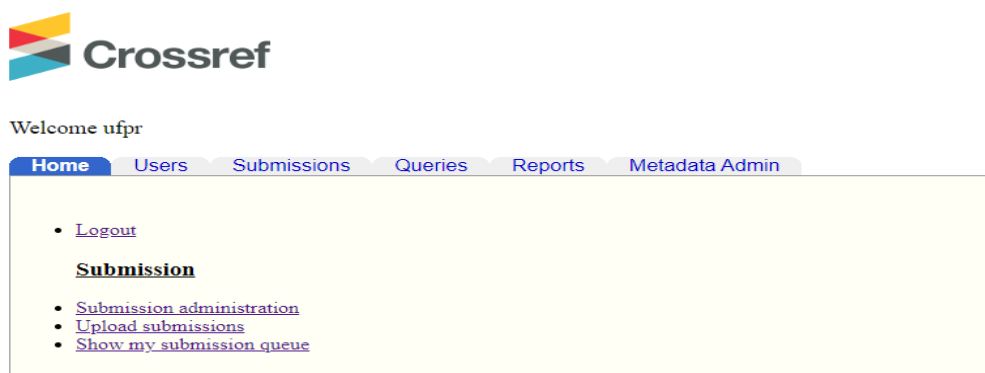 Crossref
Welcome ufpr
Home Users Submissions Queries Reports Metadata Admin
Logout
Submission
Submission administration
Upload submissions
Show my submission queue